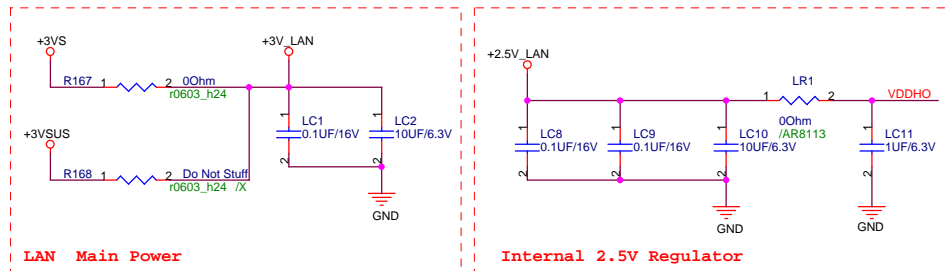 +3VS
+3V_LAN
R167 1 2 0Ohm
r0603_h24
+3VSUS
R168 1 2 Do Not Stuff
r0603_h24 /X
1 LC1
0.1UF/16V
2
1 LC2
10UF/6.3V
2
GND
LAN Main Power
+2.5V_LAN
LR1
1 2 VDDHO
0Ohm
/AR8113
1 LC8
0.1UF/16V
2
1 LC9
0.1UF/16V
2
1 LC10
10UF/6.3V
2
1 LC11
1UF/6.3V
2
GND
GND
Internal 2.5V Regulator